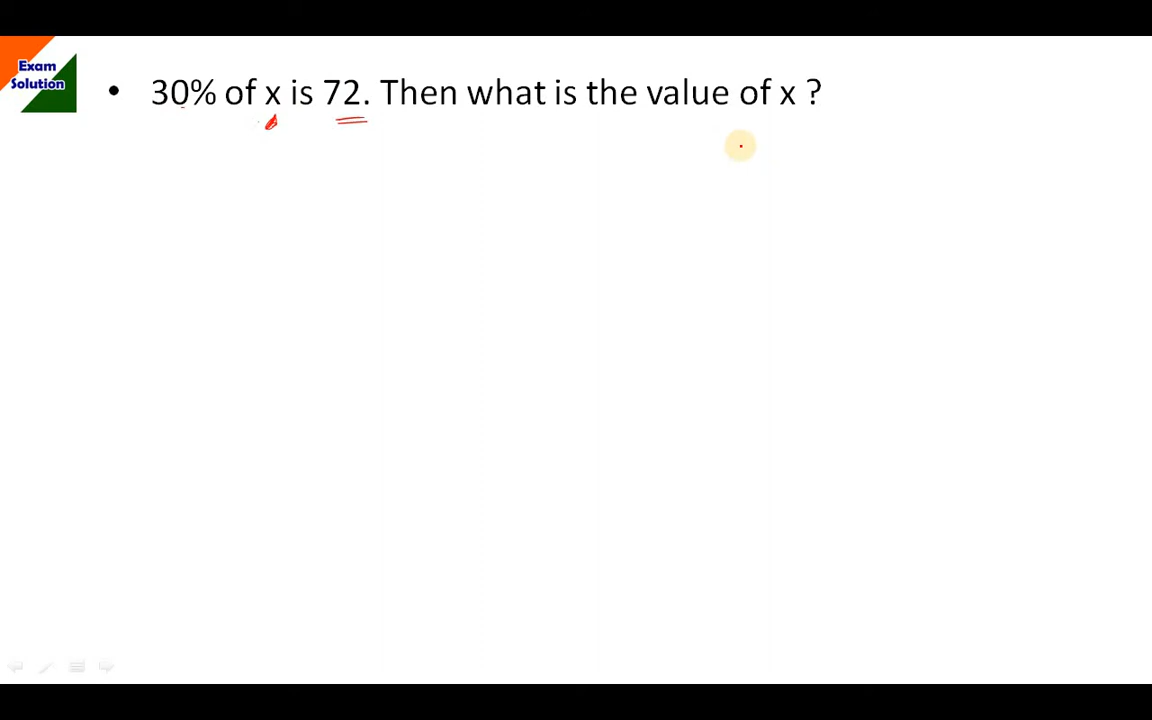 Exam
Solution
• 30% of x is 72. Then what is the value of x ?